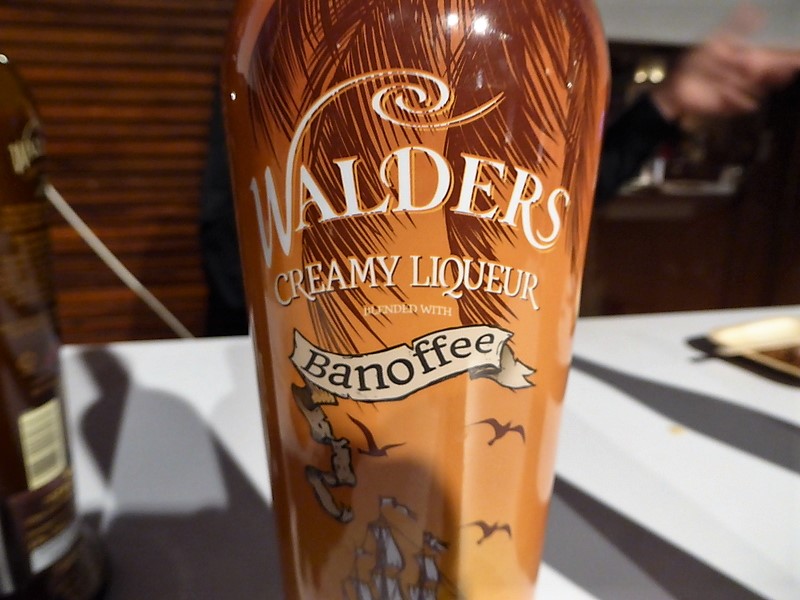 WALDERS
CREAMY LIQUEUR
BLENDED WITH
Banoffee